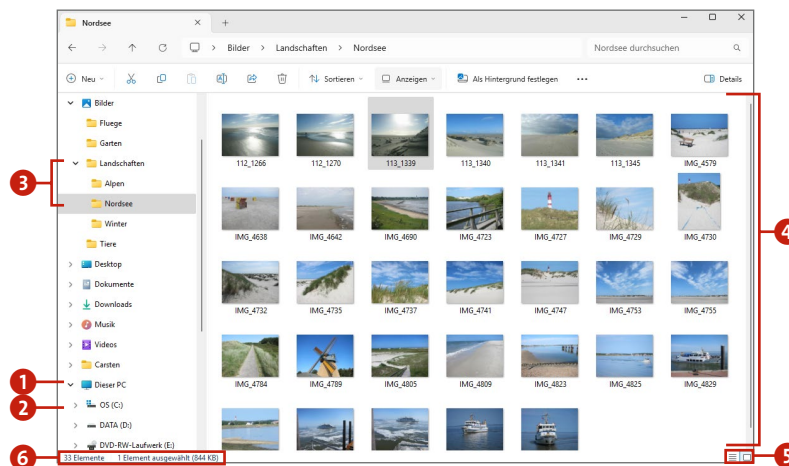 Nordsee
Bilder > Landschaften > Nordsee
Nordsee durchsuchen
Neu
Sortieren
Anzeigen
Als Hintergrund festlegen
...
Details
Bilder
Fluege
Garten
Landschaften
Alpen
Nordsee
Winter
Tiere
Desktop
Dokumente
Downloads
Musik
Videos
Carsten
Dieser PC
OS (C:)
DATA (D:)
DVD-RW-Laufwerk (E:)
112_1266 112_1270 113_1339 113_1340 113_1341 113_1345 IMG_4579
IMG_4638 IMG_4642 IMG_4690 IMG_4723 IMG_4727 IMG_4729 IMG_4730
IMG_4732 IMG_4735 IMG_4737 IMG_4741 IMG_4747 IMG_4753 IMG_4755
IMG_4784 IMG_4789 IMG_4805 IMG_4809 IMG_4823 IMG_4825 IMG_4829
33 Elemente 1 Element ausgewählt (844 KB)
3
1
2
6
4
5